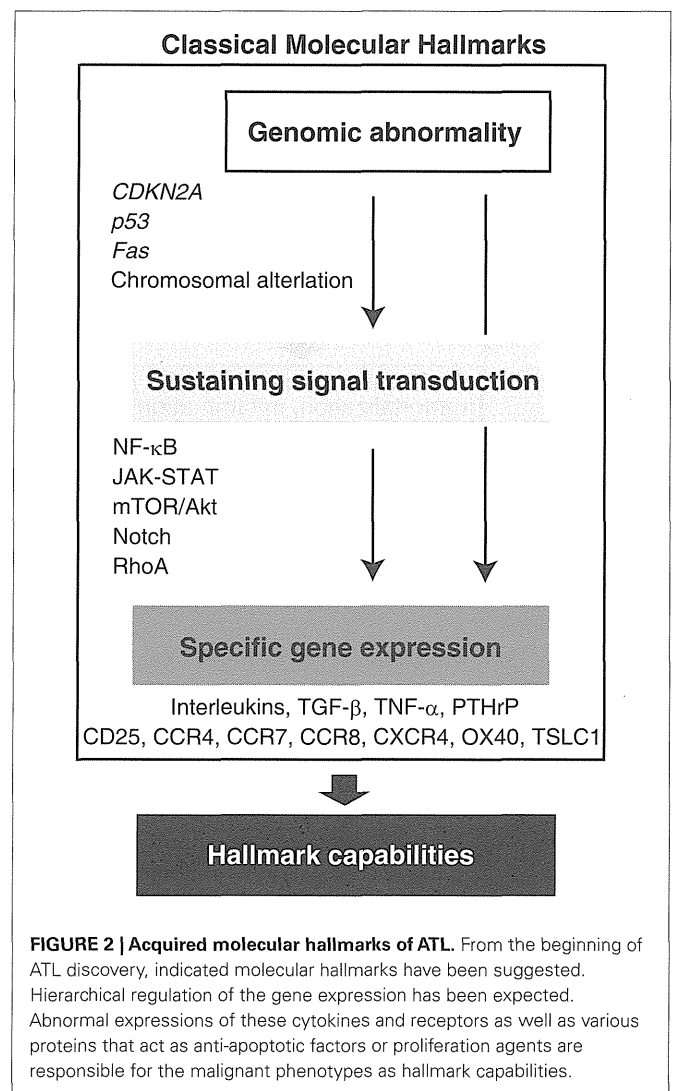 Classical Molecular Hallmarks
Genomic abnormality
CDKN2A
p53
Fas
Chromosomal alterlation
Sustaining signal transduction
NF-κB
JAK-STAT
mTOR/Akt
Notch
RhoA
Specific gene expression
Interleukins, TGF-β, TNF-α, PTHrP
CD25, CCR4, CCR7, CCR8, CXCR4, OX40, TSLC1
Hallmark capabilities
FIGURE 2 | Acquired molecular hallmarks of ATL. From the beginning of
ATL discovery, indicated molecular hallmarks have been suggested.
Hierarchical regulation of the gene expression has been expected.
Abnormal expressions of these cytokines and receptors as well as various
proteins that act as anti-apoptotic factors or proliferation agents are
responsible for the malignant phenotypes as hallmark capabilities.